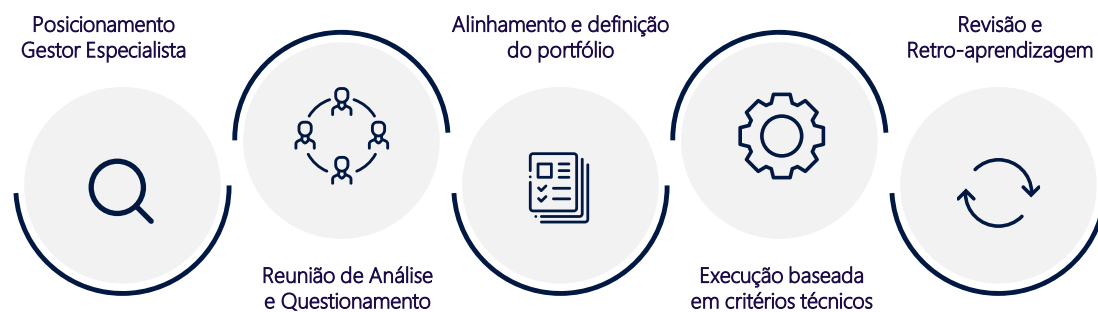 Posicionamento
Gestor Especialista
Reunião de Análise
e Questionamento
Alinhamento e definição
do portfólio
Execução baseada
em critérios técnicos
Revisão e
Retro-aprendizagem